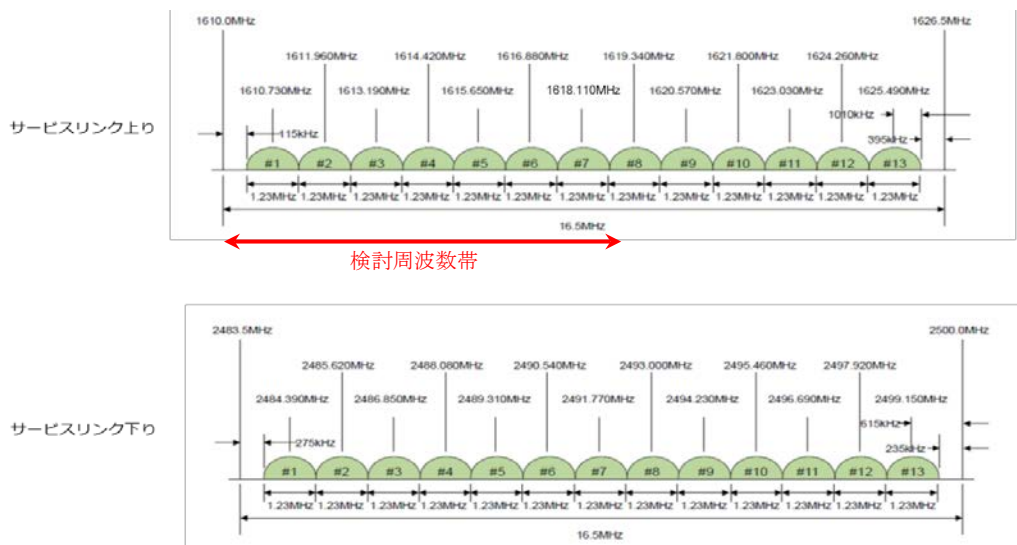 1610.0MHz 1626.5MHz
1611.960MHz 1614.420MHz 1616.880MHz 1619.340MHz 1621.800MHz 1624.260MHz
1610.730MHz 1613.190MHz 1615.650MHz 1618.110MHz 1620.570MHz 1623.030MHz 1625.490MHz
1010kHz
サービスリンク上り
115kHz 395kHz
#1 #2 #3 #4 #5 #6 #7 #8 #9 #10 #11 #12 #13
1.23MHz 1.23MHz 1.23MHz 1.23MHz 1.23MHz 1.23MHz 1.23MHz 1.23MHz 1.23MHz 1.23MHz 1.23MHz 1.23MHz 1.23MHz
16.5MHz
検討周波数帯
2483.5MHz 2500.0MHz
2485.620MHz 2488.080MHz 2490.540MHz 2493.000MHz 2495.460MHz 2497.920MHz
2484.390MHz 2486.850MHz 2489.310MHz 2491.770MHz 2494.230MHz 2496.690MHz 2499.150MHz
615kHz
サービスリンク下り
275kHz 235kHz
#1 #2 #3 #4 #5 #6 #7 #8 #9 #10 #11 #12 #13
1.23MHz 1.23MHz 1.23MHz 1.23MHz 1.23MHz 1.23MHz 1.23MHz 1.23MHz 1.23MHz 1.23MHz 1.23MHz 1.23MHz 1.23MHz
16.5MHz